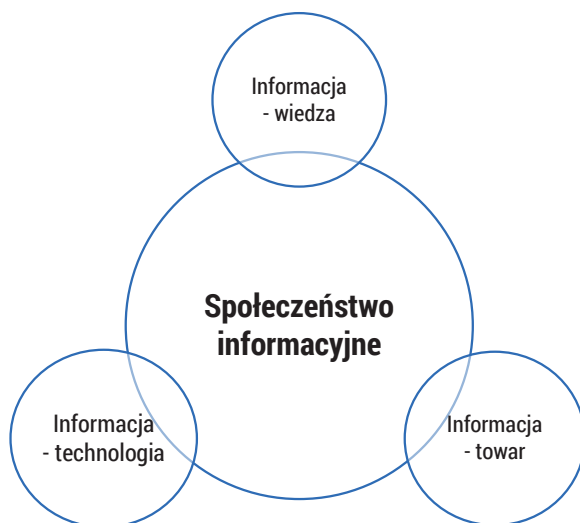 Informacja
- wiedza
Społeczeństwo
informacyjne
Informacja
- technologia
Informacja
- towar